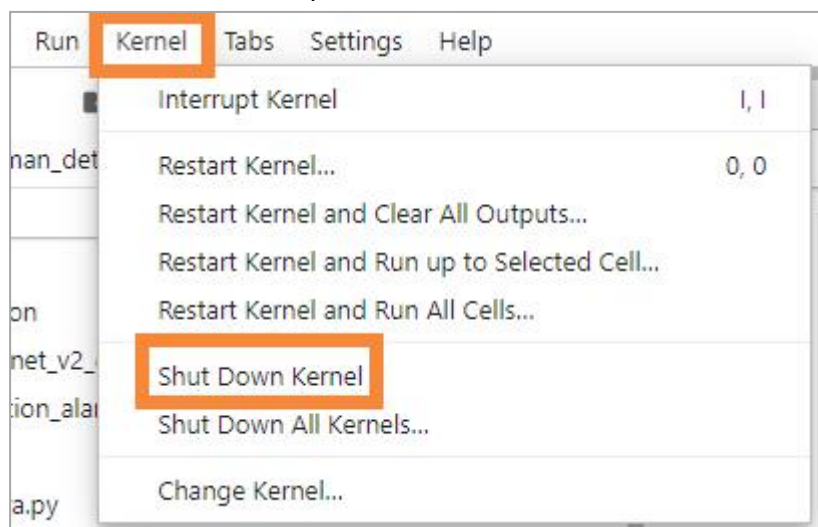 Run Kernel Tabs Settings Help
Interrupt Kernel I, I
man_det
Restart Kernel... 0, 0
Restart Kernel and Clear All Outputs...
Restart Kernel and Run up to Selected Cell...
on
Restart Kernel and Run All Cells...
net_v2_
Shut Down Kernel
tion_alar
Shut Down All Kernels...
Change Kernel...
a.py